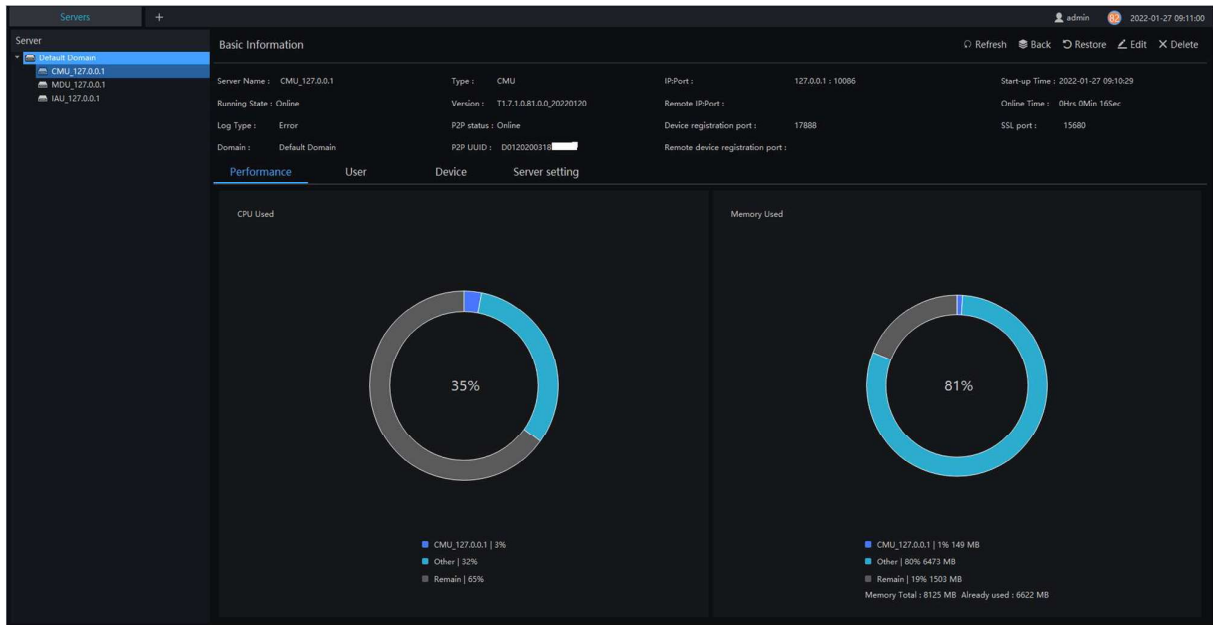 Servers + admin 82 2022-01-27 09:11:00
Server
Default Domain
CMU_127.0.0.1
MDU_127.0.0.1
IAU_127.0.0.1
Basic Information Refresh Back Restore Edit Delete
Server Name : CMU_127.0.0.1 Type : CMU IP:Port : 127.0.0.1 : 10086 Start-up Time : 2022-01-27 09:10:29
Running State : Online Version : T1.7.1.0.81.0.0_20220120 Remote IP:Port : Online Time : 0Hrs 0Min 16Sec
Log Type : Error P2P status : Online Device registration port : 17888 SSL port : 15680
Domain : Default Domain P2P UUID : D0120200318 Remote device registration port :
Performance User Device Server setting
CPU Used
35%
CMU_127.0.0.1 | 3%
Other | 32%
Remain | 65%
Memory Used
81%
CMU_127.0.0.1 | 1% 149 MB
Other | 80% 6473 MB
Remain | 19% 1503 MB
Memory Total : 8125 MB Already used : 6622 MB